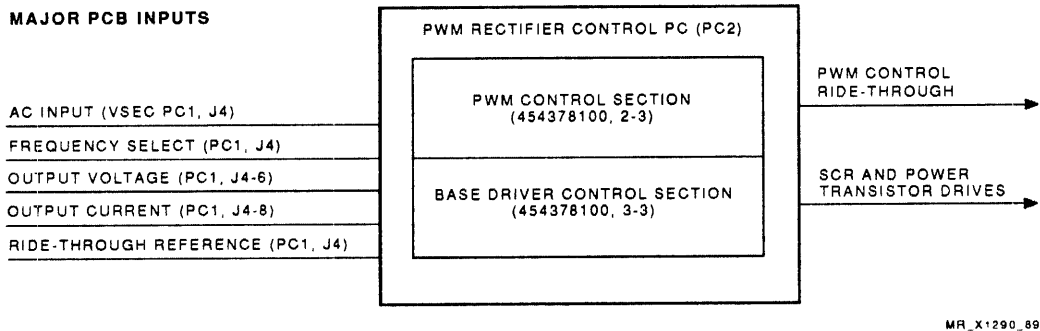 MAJOR PCB INPUTS
PWM RECTIFIER CONTROL PC (PC2)
PWM CONTROL SECTION
(454378100, 2-3)
BASE DRIVER CONTROL SECTION
(454378100, 3-3)
AC INPUT (VSEC PC1, J4)
FREQUENCY SELECT (PC1, J4)
OUTPUT VOLTAGE (PC1, J4-6)
OUTPUT CURRENT (PC1, J4-8)
RIDE-THROUGH REFERENCE (PC1, J4)
PWM CONTROL
RIDE-THROUGH
SCR AND POWER
TRANSISTOR DRIVES
MR_X1290_89